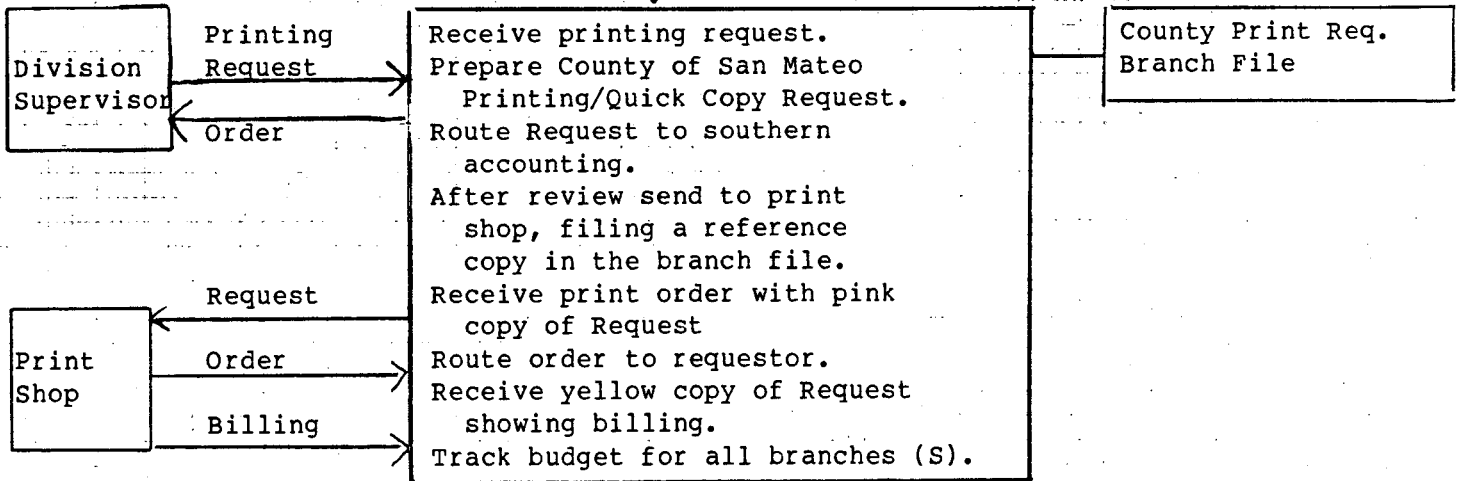 Printing
Request
Division
Supervisor
Order
Receive printing request.
Prepare County of San Mateo
Printing/Quick Copy Request.
Route Request to southern
accounting.
After review send to print
shop, filing a reference
copy in the branch file.
Receive print order with pink
copy of Request
Route order to requestor.
Receive yellow copy of Request
showing billing.
Track budget for all branches (S).
County Print Req.
Branch File
Request
Print
Shop
Order
Billing